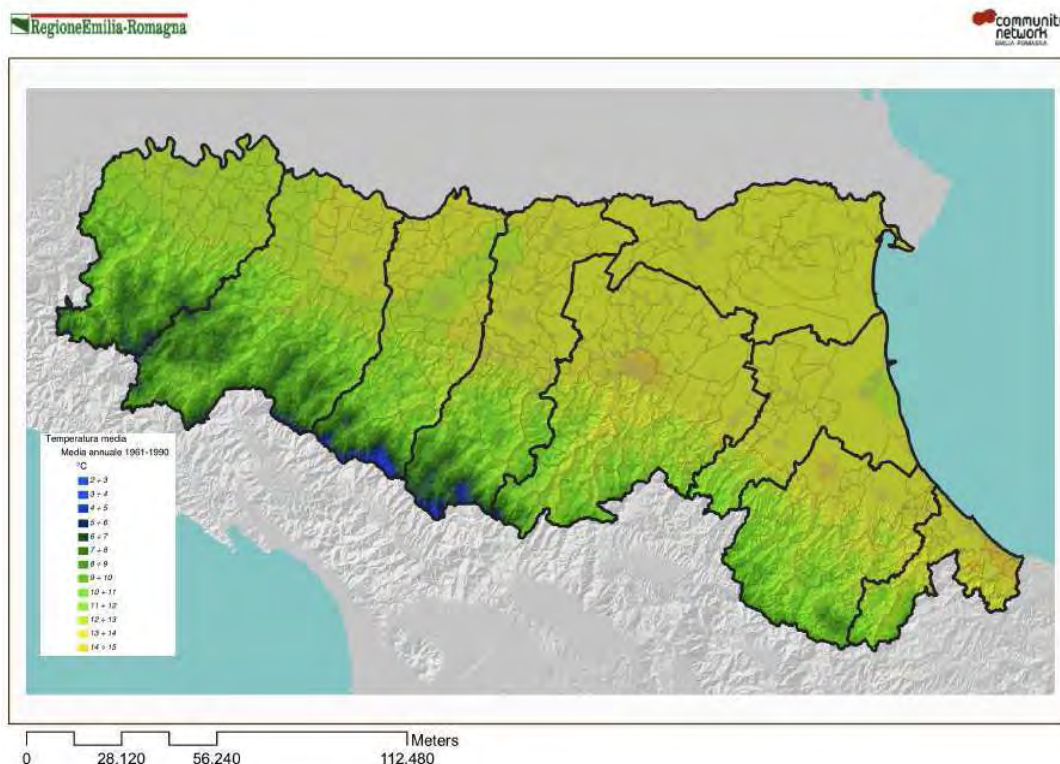 RegioneEmilia-Romagna
community
network
EMILIA-ROMAGNA
Temperatura media
Media annuale 1961-1990
°C
2 ÷ 3
3 ÷ 4
4 ÷ 5
5 ÷ 6
6 ÷ 7
7 ÷ 8
8 ÷ 9
9 ÷ 10
10 ÷ 11
11 ÷ 12
12 ÷ 13
13 ÷ 14
14 ÷ 15
Meters
0 28.120 56.240 112.480